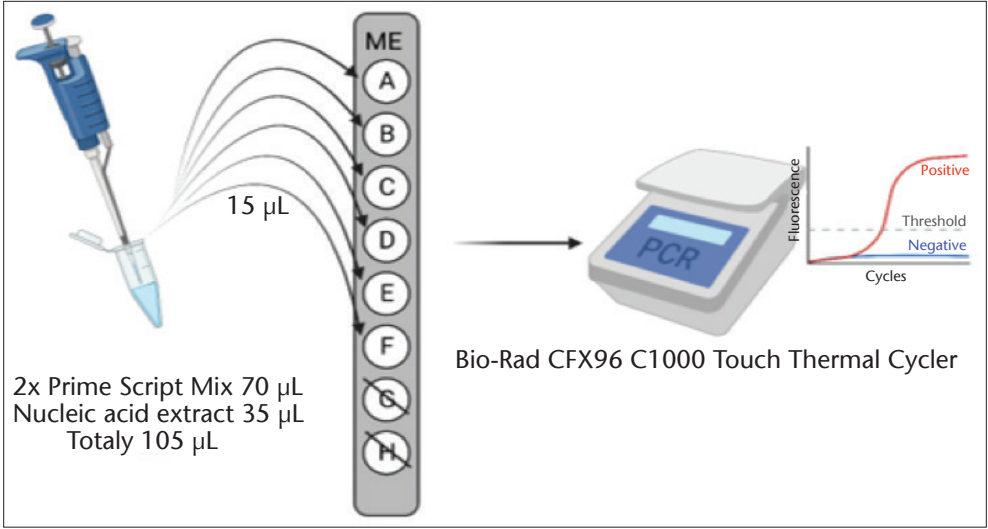 ME
A
B
C
D
E
F
G
H
15 µL
2x Prime Script Mix 70 µL
Nucleic acid extract 35 µL
Totaly 105 µL
PCR
Bio-Rad CFX96 C1000 Touch Thermal Cycler
Fluorescence
Positive
Threshold
Negative
Cycles